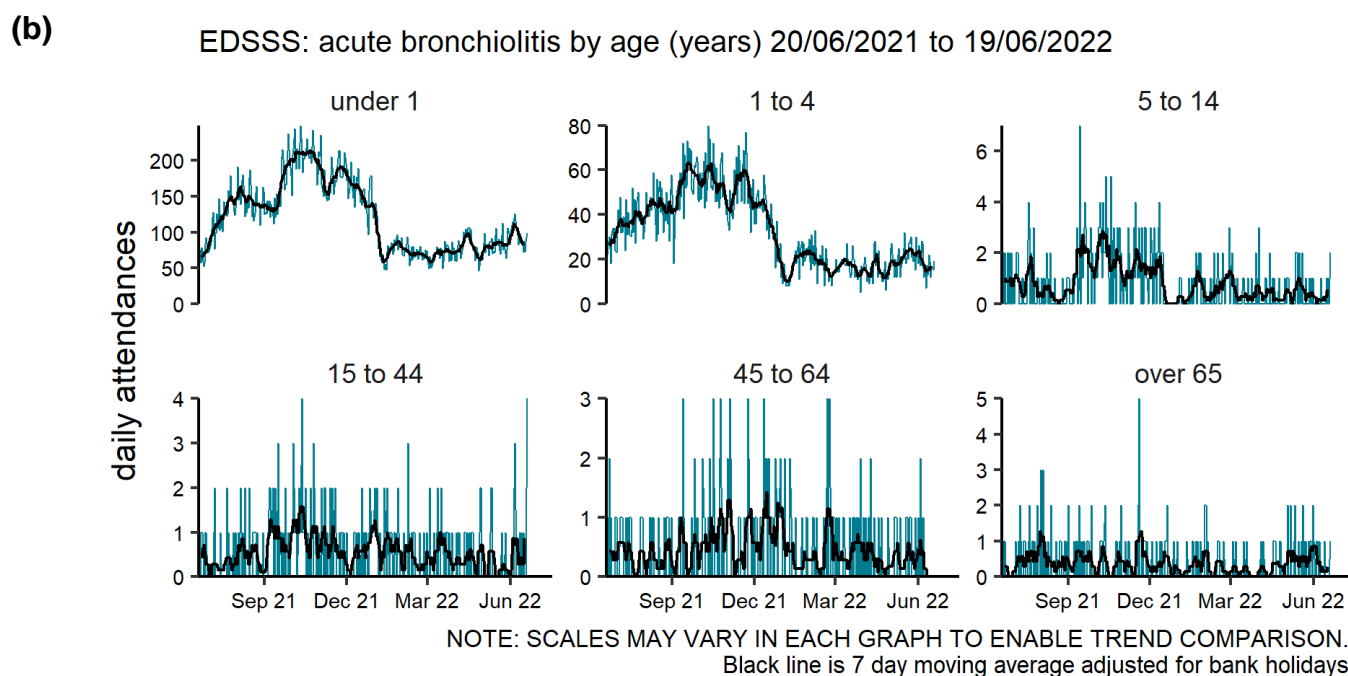 (b)
EDSSS: acute bronchiolitis by age (years) 20/06/2021 to 19/06/2022
daily attendances
under 1
200
150
100
50
0
1 to 4
80
60
40
20
0
5 to 14
6
4
2
0
15 to 44
4
3
2
1
0
Sep 21 Dec 21 Mar 22 Jun 22
45 to 64
3
2
1
0
Sep 21 Dec 21 Mar 22 Jun 22
over 65
5
4
3
2
1
0
Sep 21 Dec 21 Mar 22 Jun 22
NOTE: SCALES MAY VARY IN EACH GRAPH TO ENABLE TREND COMPARISON.
Black line is 7 day moving average adjusted for bank holidays